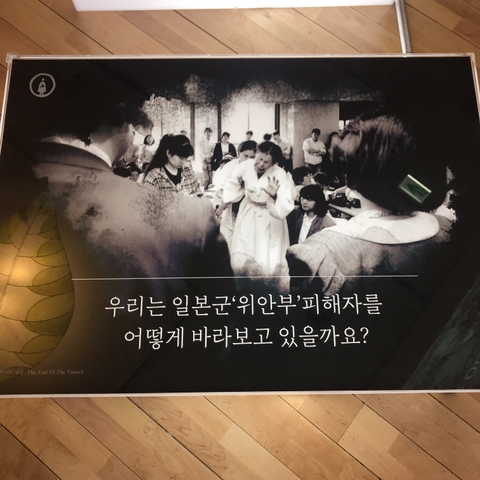 우리는 일본군‘위안부’피해자를
어떻게 바라보고 있을까요?
The End Of The Tunnel